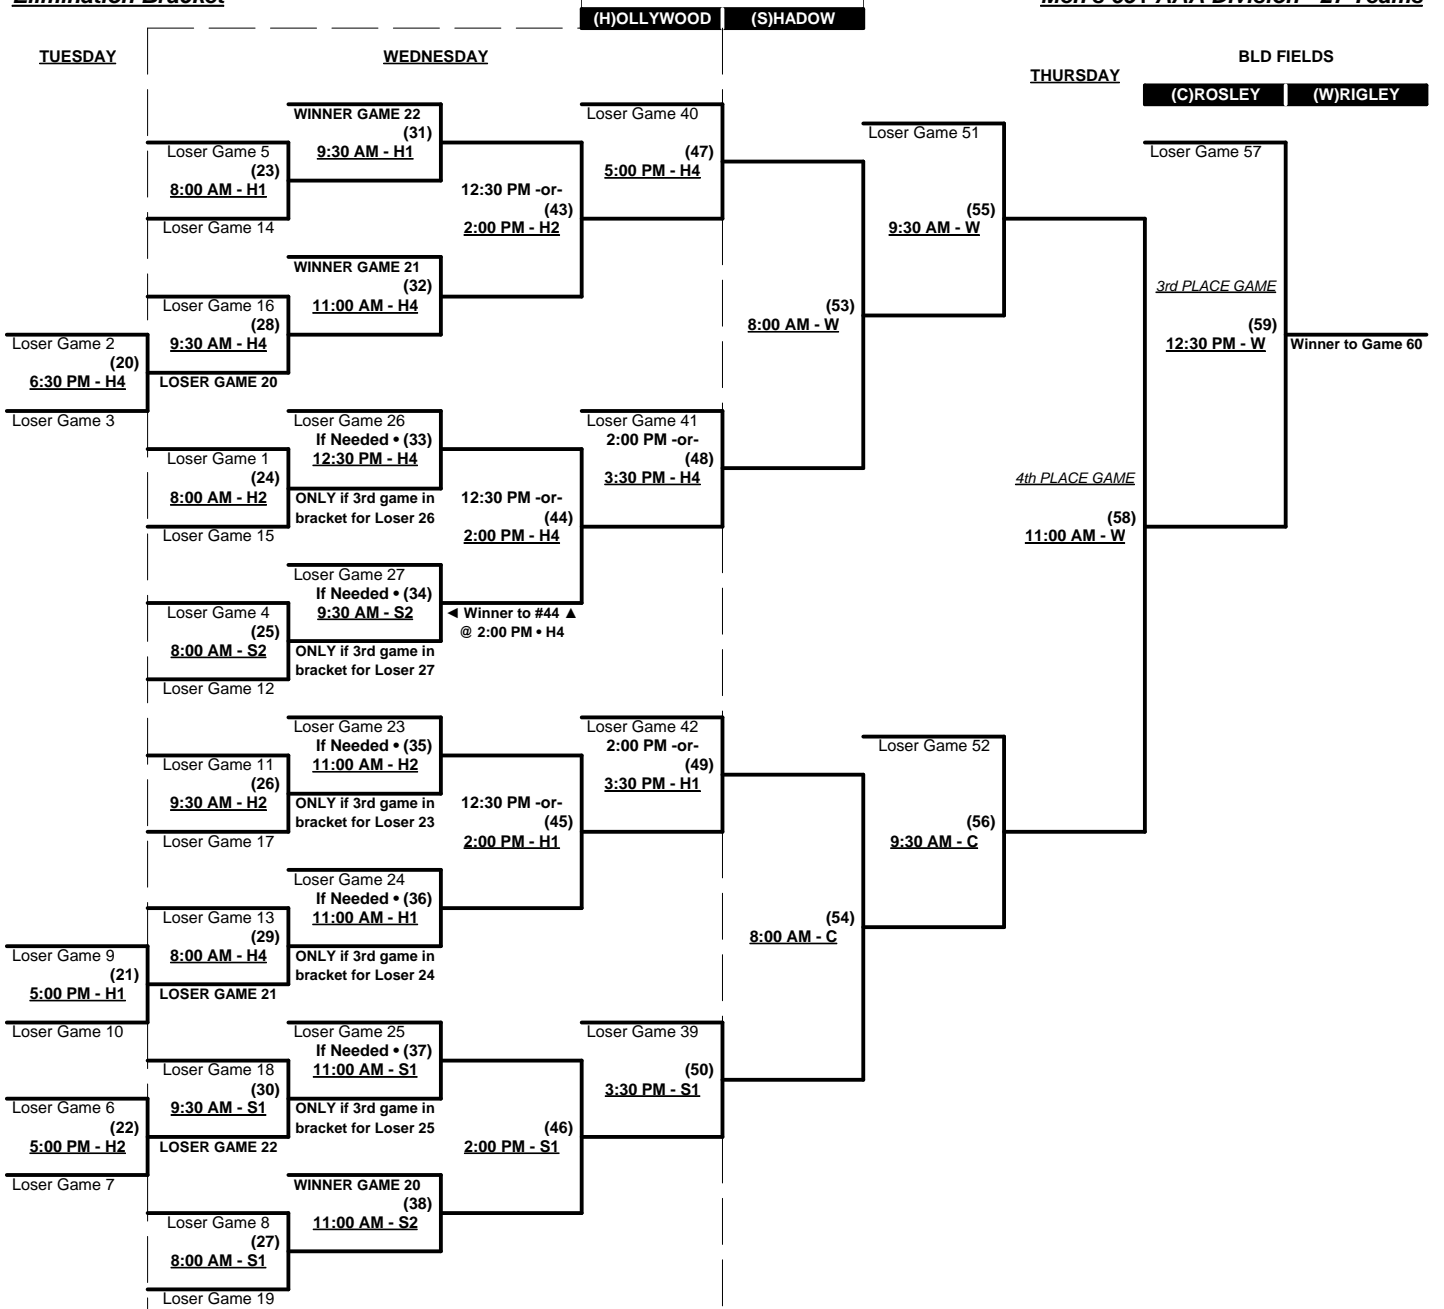 (H)OLLYWOOD (S)HADOW
TUESDAY WEDNESDAY BLD FIELDS
THURSDAY
(C)ROSLEY (W)RIGLEY
WINNER GAME 22 Loser Game 40
(31) Loser Game 51
Loser Game 5 9:30 AM - H1 (47) Loser Game 57
(23) 5:00 PM - H4
8:00 AM - H1 12:30 PM -or-
(43) (55)
Loser Game 14 2:00 PM - H2 9:30 AM - W
WINNER GAME 21
(32) 3rd PLACE GAME
Loser Game 16 11:00 AM - H4 (53)
(28) 8:00 AM - W (59)
Loser Game 2 9:30 AM - H4 12:30 PM - W Winner to Game 60
(20)
6:30 PM - H4 LOSER GAME 20
Loser Game 3 Loser Game 26 Loser Game 41
If Needed • (33) 2:00 PM -or-
Loser Game 1 12:30 PM - H4 (48)
(24) 3:30 PM - H4 4th PLACE GAME
8:00 AM - H2 ONLY if 3rd game in 12:30 PM -or-
bracket for Loser 26 (44) (58)
Loser Game 15 2:00 PM - H4 11:00 AM - W
Loser Game 27
If Needed • (34)
Loser Game 4 9:30 AM - S2 ◄ Winner to #44 ▲
(25) @ 2:00 PM • H4
8:00 AM - S2 ONLY if 3rd game in
bracket for Loser 27
Loser Game 12
Loser Game 23 Loser Game 42
If Needed • (35) 2:00 PM -or- Loser Game 52
Loser Game 11 11:00 AM - H2 (49)
(26) 3:30 PM - H1
9:30 AM - H2 ONLY if 3rd game in 12:30 PM -or-
bracket for Loser 23 (45) (56)
Loser Game 17 2:00 PM - H1 9:30 AM - C
Loser Game 24
If Needed • (36)
Loser Game 13 11:00 AM - H1 (54)
(29) 8:00 AM - C
Loser Game 9 8:00 AM - H4 ONLY if 3rd game in
(21) bracket for Loser 24
5:00 PM - H1 LOSER GAME 21
Loser Game 10 Loser Game 25 Loser Game 39
If Needed • (37)
Loser Game 18 11:00 AM - S1 (50)
(30) 3:30 PM - S1
Loser Game 6 9:30 AM - S1 ONLY if 3rd game in
(22) bracket for Loser 25 (46)
5:00 PM - H2 LOSER GAME 22 2:00 PM - S1
Loser Game 7 WINNER GAME 20
(38)
Loser Game 8 11:00 AM - S2
(27)
8:00 AM - S1
Loser Game 19